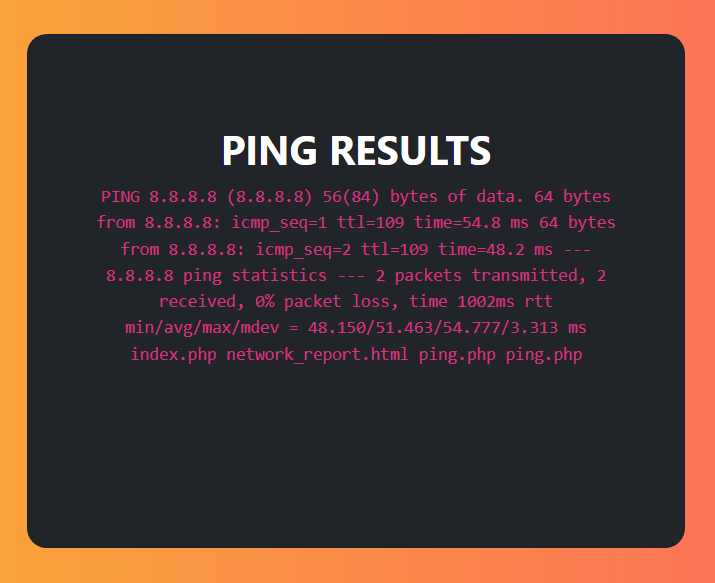 PING RESULTS
PING 8.8.8.8 (8.8.8.8) 56(84) bytes of data. 64 bytes
from 8.8.8.8: icmp_seq=1 ttl=109 time=54.8 ms 64 bytes
from 8.8.8.8: icmp_seq=2 ttl=109 time=48.2 ms ---
8.8.8.8 ping statistics --- 2 packets transmitted, 2
received, 0% packet loss, time 1002ms rtt
min/avg/max/mdev = 48.150/51.463/54.777/3.313 ms
index.php network_report.html ping.php ping.php